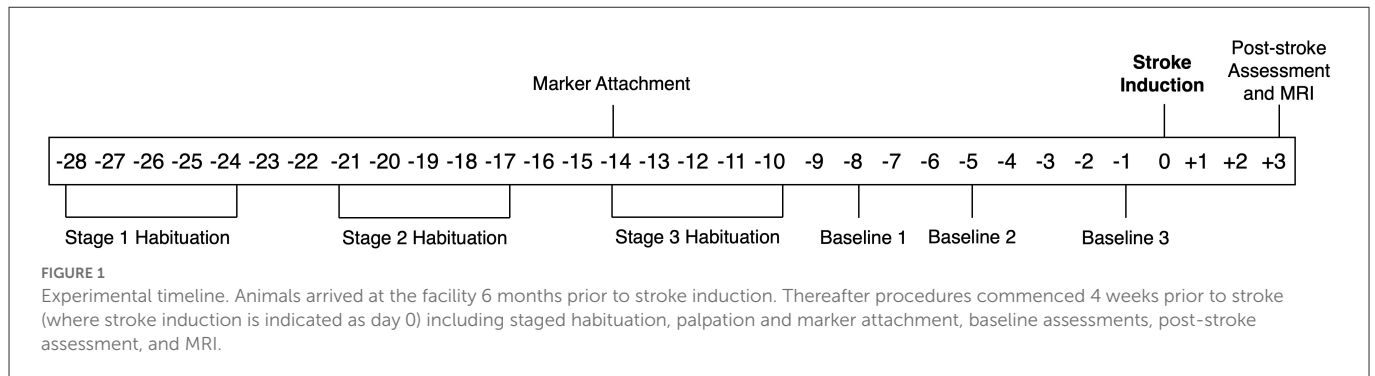 Marker Attachment
Stroke
Induction
Post-stroke
Assessment
and MRI
-28 -27 -26 -25 -24 -23 -22 -21 -20 -19 -18 -17 -16 -15 -14 -13 -12 -11 -10 -9 -8 -7 -6 -5 -4 -3 -2 -1 0 +1 +2 +3
Stage 1 Habituation Stage 2 Habituation Stage 3 Habituation Baseline 1 Baseline 2 Baseline 3
FIGURE 1
Experimental timeline. Animals arrived at the facility 6 months prior to stroke induction. Thereafter procedures commenced 4 weeks prior to stroke
(where stroke induction is indicated as day 0) including staged habituation, palpation and marker attachment, baseline assessments, post-stroke
assessment, and MRI.